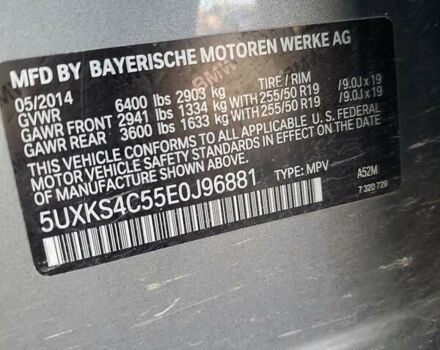 MFD BY BAYERISCHE MOTOREN WERKE AG
05/2014 TIRE / RIM
GVWR 6400 lbs 2903 kg
GAWR FRONT 2941 lbs 1334 kg WITH 255/50 R19 /9.0J x 19
GAWR REAR 3600 lbs 1633 kg WITH 255/50 R19 /9.0J x 19
THIS VEHICLE CONFORMS TO ALL APPLICABLE U. S. FEDERAL
MOTOR VEHICLE SAFETY STANDARDS IN EFFECT ON THE DATE
OF MANUFACTURE SHOWN ABOVE.
5UXKS4C55E0J96881 TYPE: MPV A52M
7 320 729